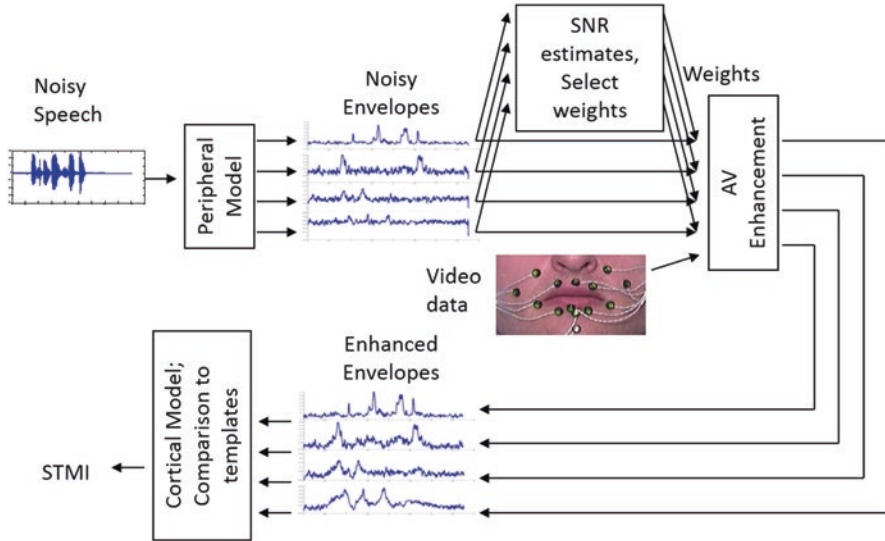 Noisy
Speech
Peripheral
Model
Noisy
Envelopes
SNR
estimates,
Select
weights
Weights
AV
Enhancement
Video
data
Enhanced
Envelopes
Cortical Model;
Comparison to
templates
STMI